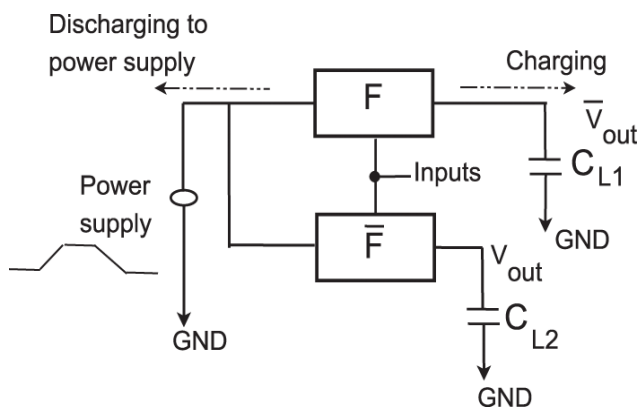 Discharging to
power supply
Charging
F
V̅out
CL1
Inputs
Power
supply
GND
F̅
Vout
CL2
GND
GND